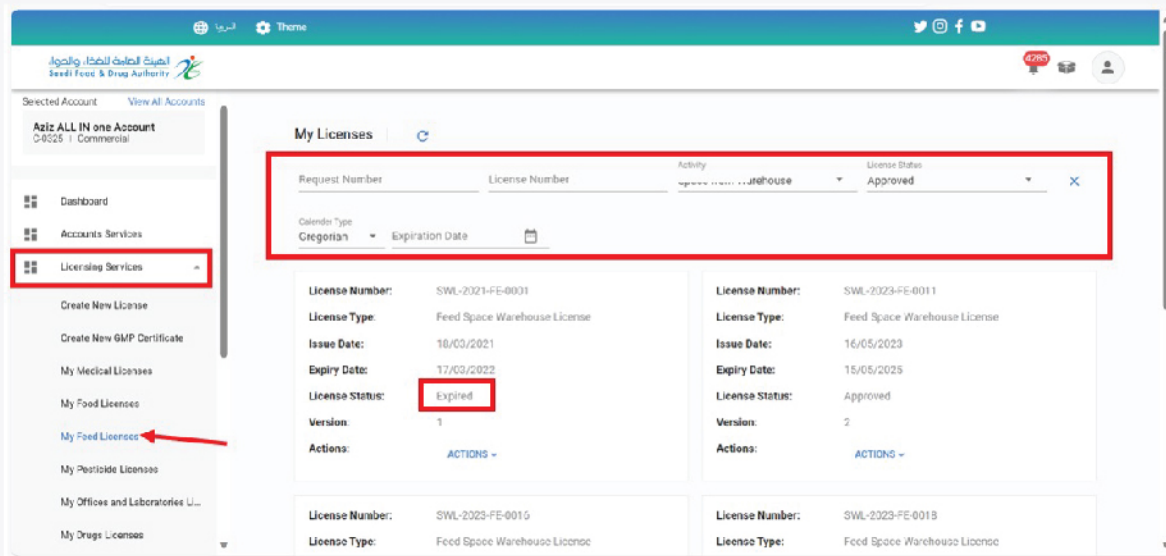 العربية Theme
الهيئة العامة للغذاء والدواء
Saudi Food & Drug Authority
4285
Selected Account View All Accounts
Aziz ALL IN one Account
C-0325 | Commercial
Dashboard
Accounts Services
Licensing Services
Create New License
Create New GMP Certificate
My Medical Licenses
My Food Licenses
My Feed Licenses
My Pesticide Licenses
My Offices and Laboratories Li...
My Drugs Licenses
My Licenses
Activity License Status
Request Number License Number Warehouse Approved
Calender Type
Gregorian Expiration Date
License Number: SWL-2021-FE-0001
License Type: Feed Space Warehouse License
Issue Date: 18/03/2021
Expiry Date: 17/03/2022
License Status: Expired
Version: 1
Actions: ACTIONS
License Number: SWL-2023-FE-0011
License Type: Feed Space Warehouse License
Issue Date: 16/05/2023
Expiry Date: 15/05/2025
License Status: Approved
Version: 2
Actions: ACTIONS
License Number: SWL-2023-FE-0016
License Type: Feed Space Warehouse License
License Number: SWL-2023-FE-0018
License Type: Feed Space Warehouse License